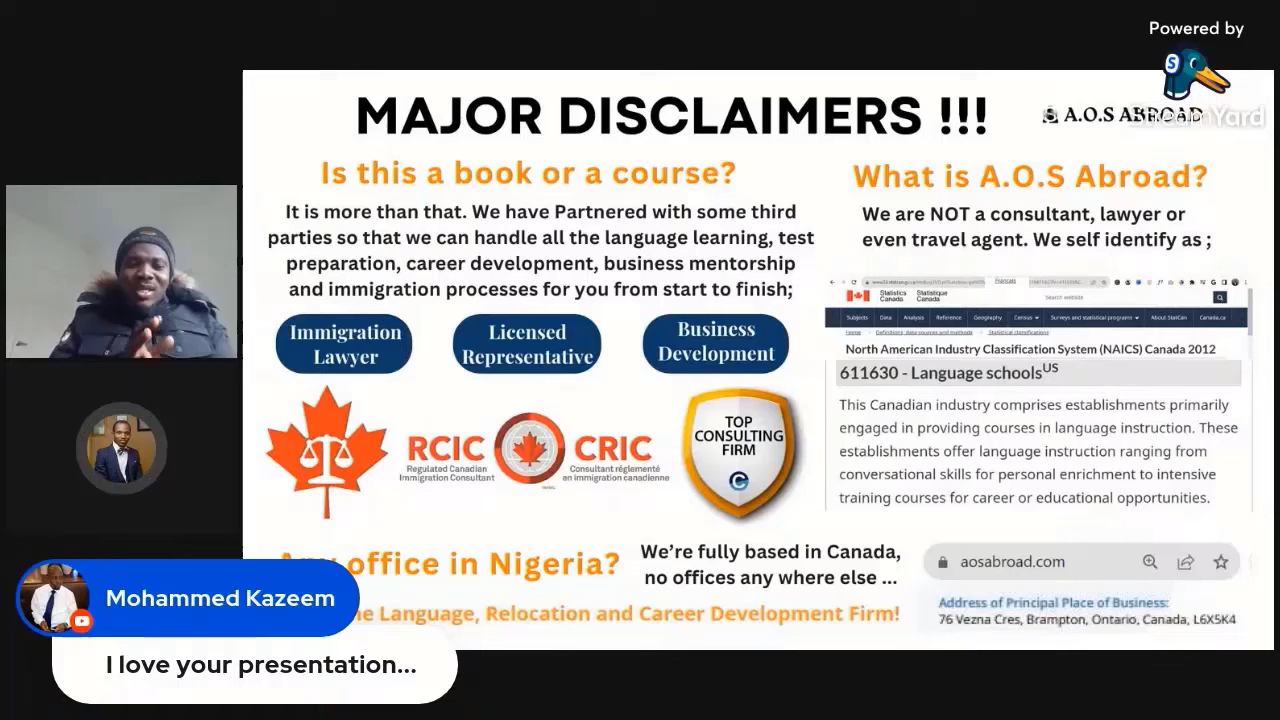 Powered by
StreamYard
MAJOR DISCLAIMERS !!!
A.O.S ABROAD
Is this a book or a course?
It is more than that. We have Partnered with some third
parties so that we can handle all the language learning, test
preparation, career development, business mentorship
and immigration processes for you from start to finish;
Immigration
Lawyer
Licensed
Representative
Business
Development
RCIC
Regulated Canadian
Immigration Consultant
CRIC
Consultant réglementé
en immigration canadienne
TOP
CONSULTING
FIRM
What is A.O.S Abroad?
We are NOT a consultant, lawyer or
even travel agent. We self identify as ;
Français
Statistics
Canada
Statistique
Canada
Search website
Subjects Data Analysis Reference Geography Census Surveys and statistical programs About StatCan Canada.ca
Home Definitions, data sources and methods Statistical classifications
North American Industry Classification System (NAICS) Canada 2012
611630 - Language schoolsUS
This Canadian industry comprises establishments primarily
engaged in providing courses in language instruction. These
establishments offer language instruction ranging from
conversational skills for personal enrichment to intensive
training courses for career or educational opportunities.
office in Nigeria?
We're fully based in Canada,
no offices any where else ...
Language, Relocation and Career Development Firm!
aosabroad.com
Address of Principal Place of Business:
76 Vezna Cres, Brampton, Ontario, Canada, L6X5K4
Mohammed Kazeem
I love your presentation...